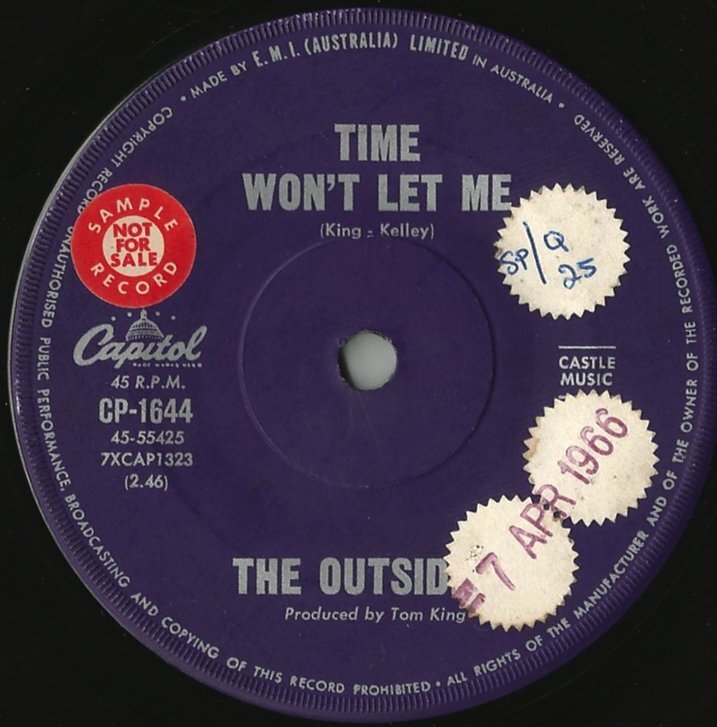 MADE BY E.M.I. (AUSTRALIA) LIMITED IN AUSTRALIA • ALL RIGHTS OF THE MANUFACTURER AND OF THE OWNER OF THE RECORDED WORK ARE RESERVED
COPYRIGHT RECORD UNAUTHORISED PUBLIC PERFORMANCE, BROADCASTING AND COPYING OF THIS RECORD PROHIBITED •
TIME
WON'T LET ME
(King - Kelley)
SAMPLE
NOT
FOR
SALE
RECORD
SP/Q
25
Capitol
45 R.P.M.
CP-1644
45-55425
7XCAP1323
(2.46)
CASTLE
MUSIC
-7 APR 1966
THE OUTSID
Produced by Tom King